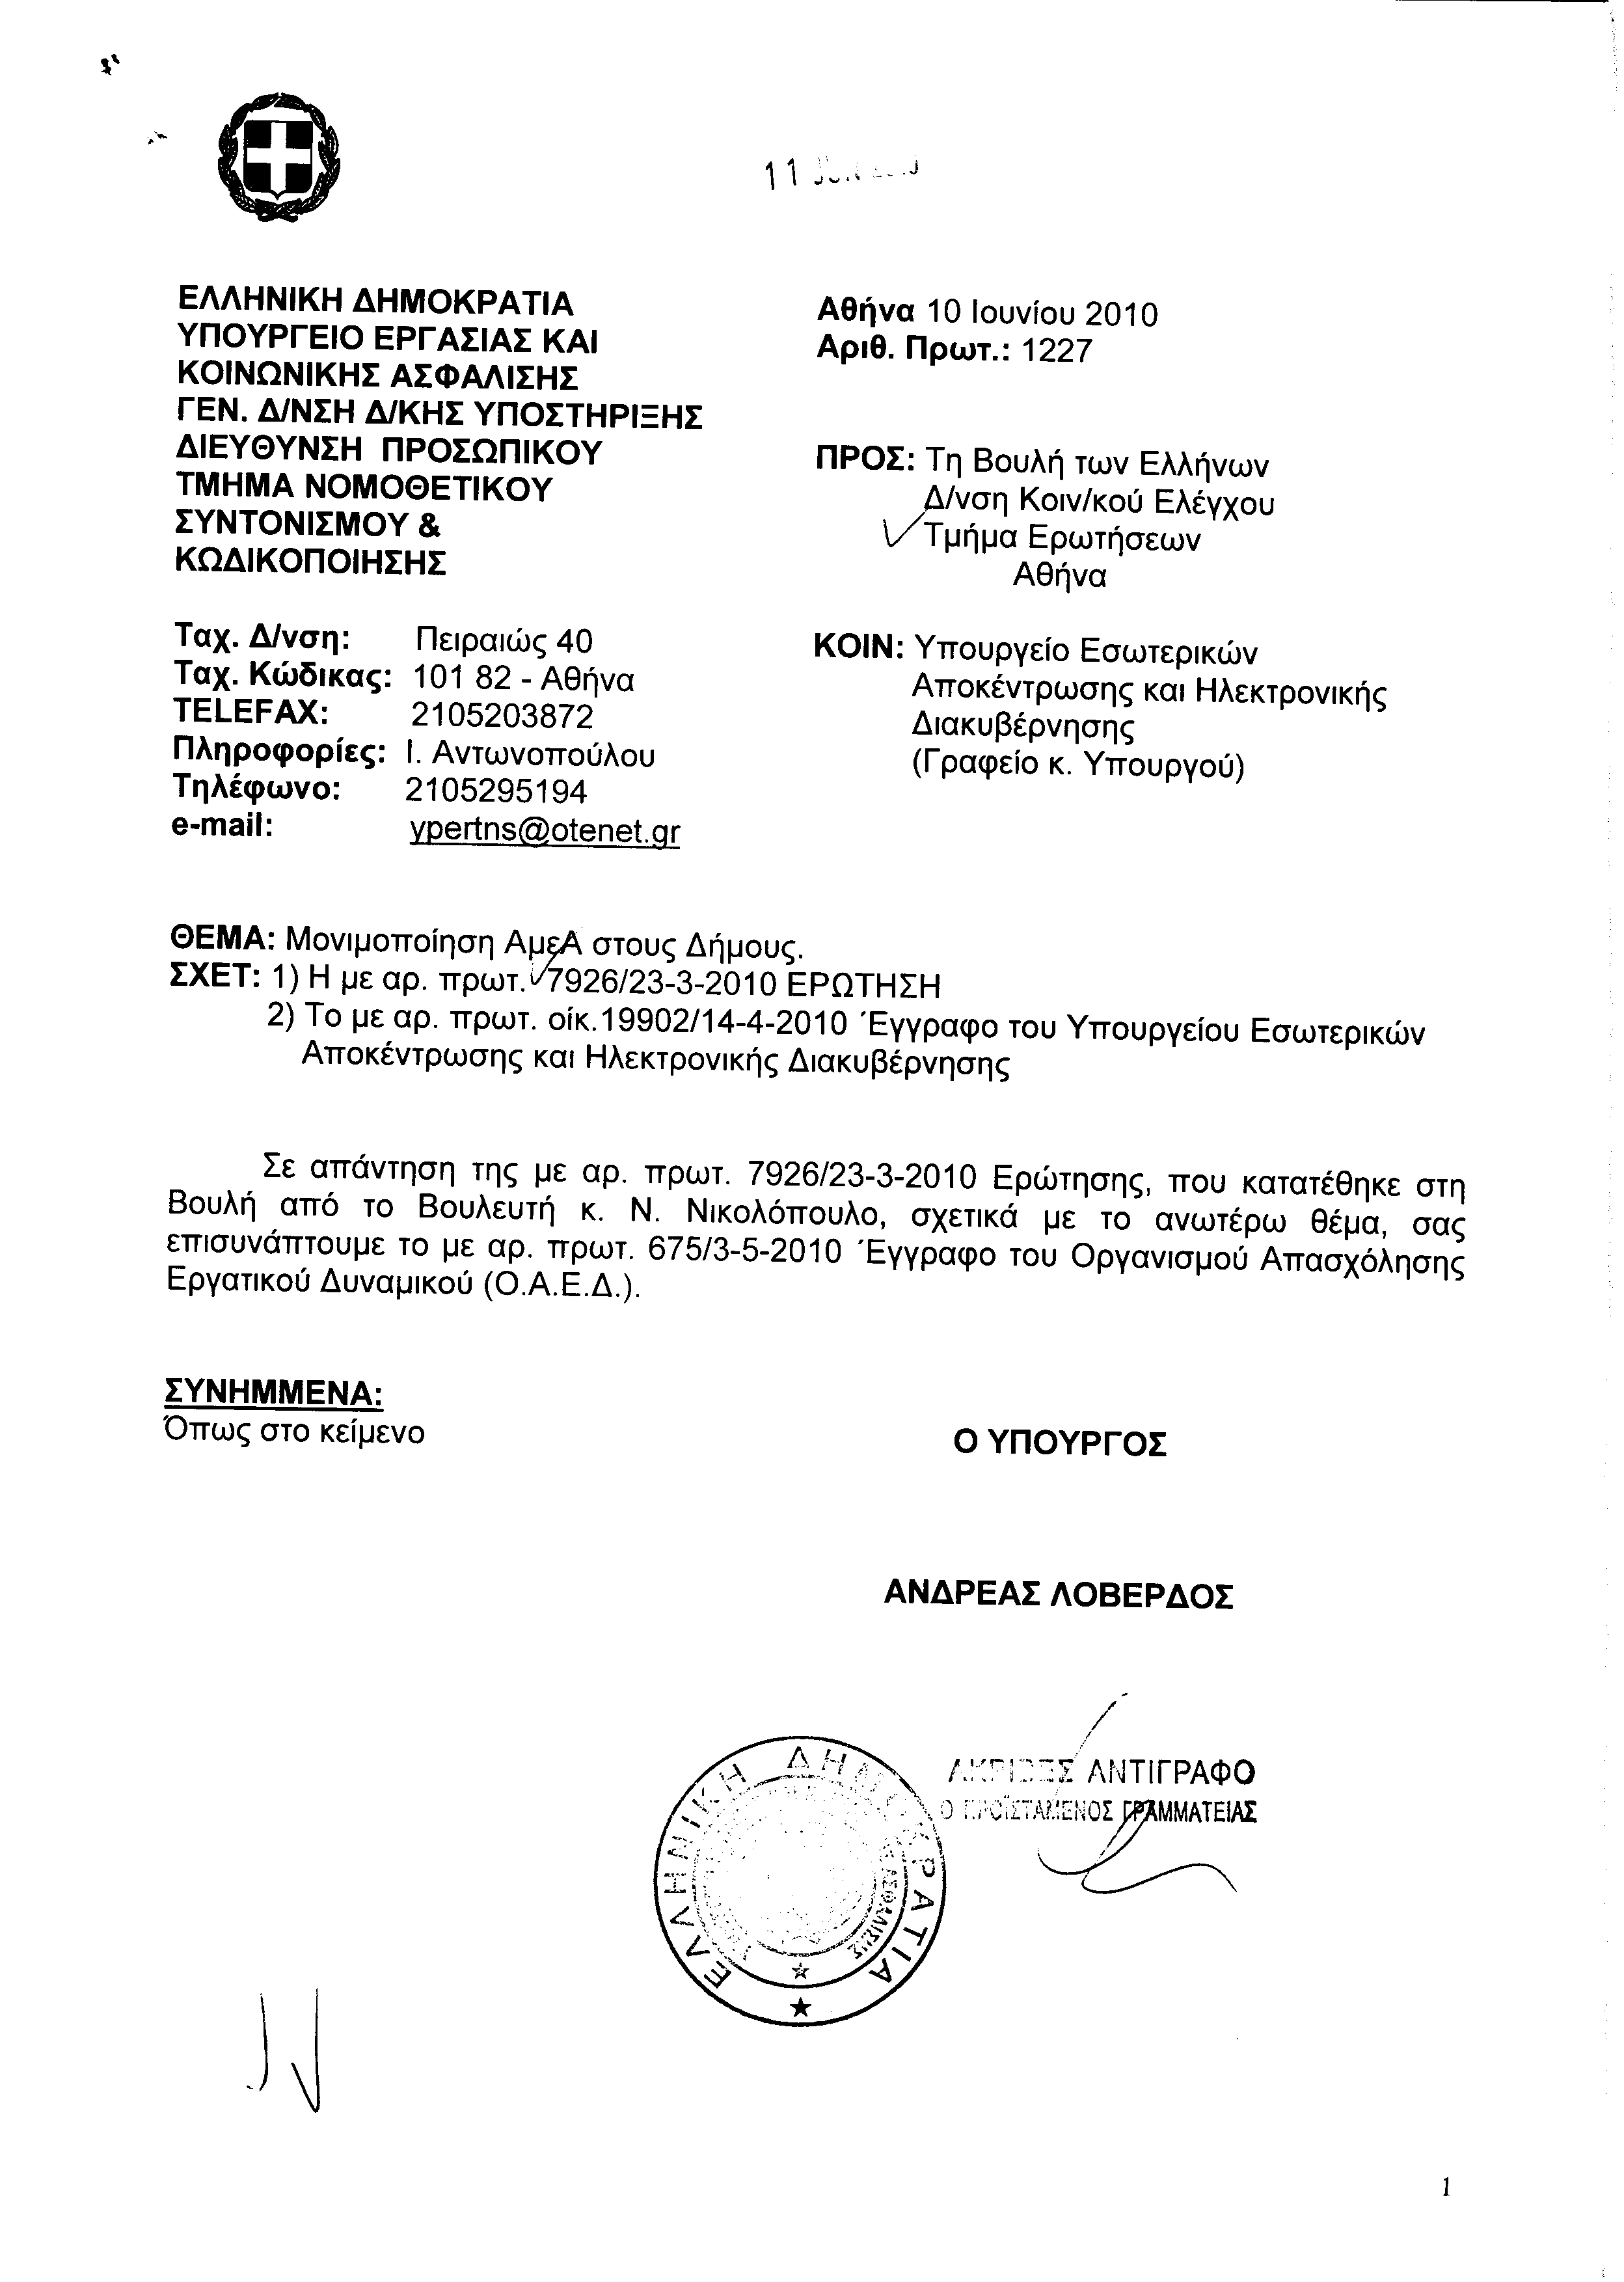 11 JUN
ΕΛΛΗΝΙΚΗ ΔΗΜΟΚΡΑΤΙΑ
ΥΠΟΥΡΓΕΙΟ ΕΡΓΑΣΙΑΣ ΚΑΙ
ΚΟΙΝΩΝΙΚΗΣ ΑΣΦΑΛΙΣΗΣ
ΓΕΝ. Δ/ΝΣΗ Δ/ΚΗΣ ΥΠΟΣΤΗΡΙΞΗΣ
ΔΙΕΥΘΥΝΣΗ ΠΡΟΣΩΠΙΚΟΥ
ΤΜΗΜΑ ΝΟΜΟΘΕΤΙΚΟΥ
ΣΥΝΤΟΝΙΣΜΟΥ &
ΚΩΔΙΚΟΠΟΙΗΣΗΣ
Ταχ. Δ/νση: Πειραιώς 40
Ταχ. Κώδικας: 101 82 - Αθήνα
TELEFAX: 2105203872
Πληροφορίες: Ι. Αντωνοπούλου
Τηλέφωνο: 2105295194
e-mail: ypertns@otenet.gr
Αθήνα 10 Ιουνίου 2010
Αριθ. Πρωτ.: 1227
ΠΡΟΣ: Τη Βουλή των Ελλήνων
Δ/νση Κοιν/κού Ελέγχου
Τμήμα Ερωτήσεων
Αθήνα
ΚΟΙΝ: Υπουργείο Εσωτερικών
Αποκέντρωσης και Ηλεκτρονικής
Διακυβέρνησης
(Γραφείο κ. Υπουργού)
ΘΕΜΑ: Μονιμοποίηση ΑμεΑ στους Δήμους.
ΣΧΕΤ: 1) Η με αρ. πρωτ. 7926/23-3-2010 ΕΡΩΤΗΣΗ
2) Το με αρ. πρωτ. οίκ.19902/14-4-2010 Έγγραφο του Υπουργείου Εσωτερικών
Αποκέντρωσης και Ηλεκτρονικής Διακυβέρνησης
Σε απάντηση της με αρ. πρωτ. 7926/23-3-2010 Ερώτησης, που κατατέθηκε στη
Βουλή από το Βουλευτή κ. Ν. Νικολόπουλο, σχετικά με το ανωτέρω θέμα, σας
επισυνάπτουμε το με αρ. πρωτ. 675/3-5-2010 Έγγραφο του Οργανισμού Απασχόλησης
Εργατικού Δυναμικού (Ο.Α.Ε.Δ.).
ΣΥΝΗΜΜΕΝΑ:
Όπως στο κείμενο
Ο ΥΠΟΥΡΓΟΣ
ΑΝΔΡΕΑΣ ΛΟΒΕΡΔΟΣ
ΑΚΡΙΒΕΣ ΑΝΤΙΓΡΑΦΟ
Ο ΠΡΟΪΣΤΑΜΕΝΟΣ ΓΡΑΜΜΑΤΕΙΑΣ
ΕΛΛΗΝΙΚΗ ΔΗΜΟΚΡΑΤΙΑ
ΑΣΦΑΛΙΣΗΣ
1